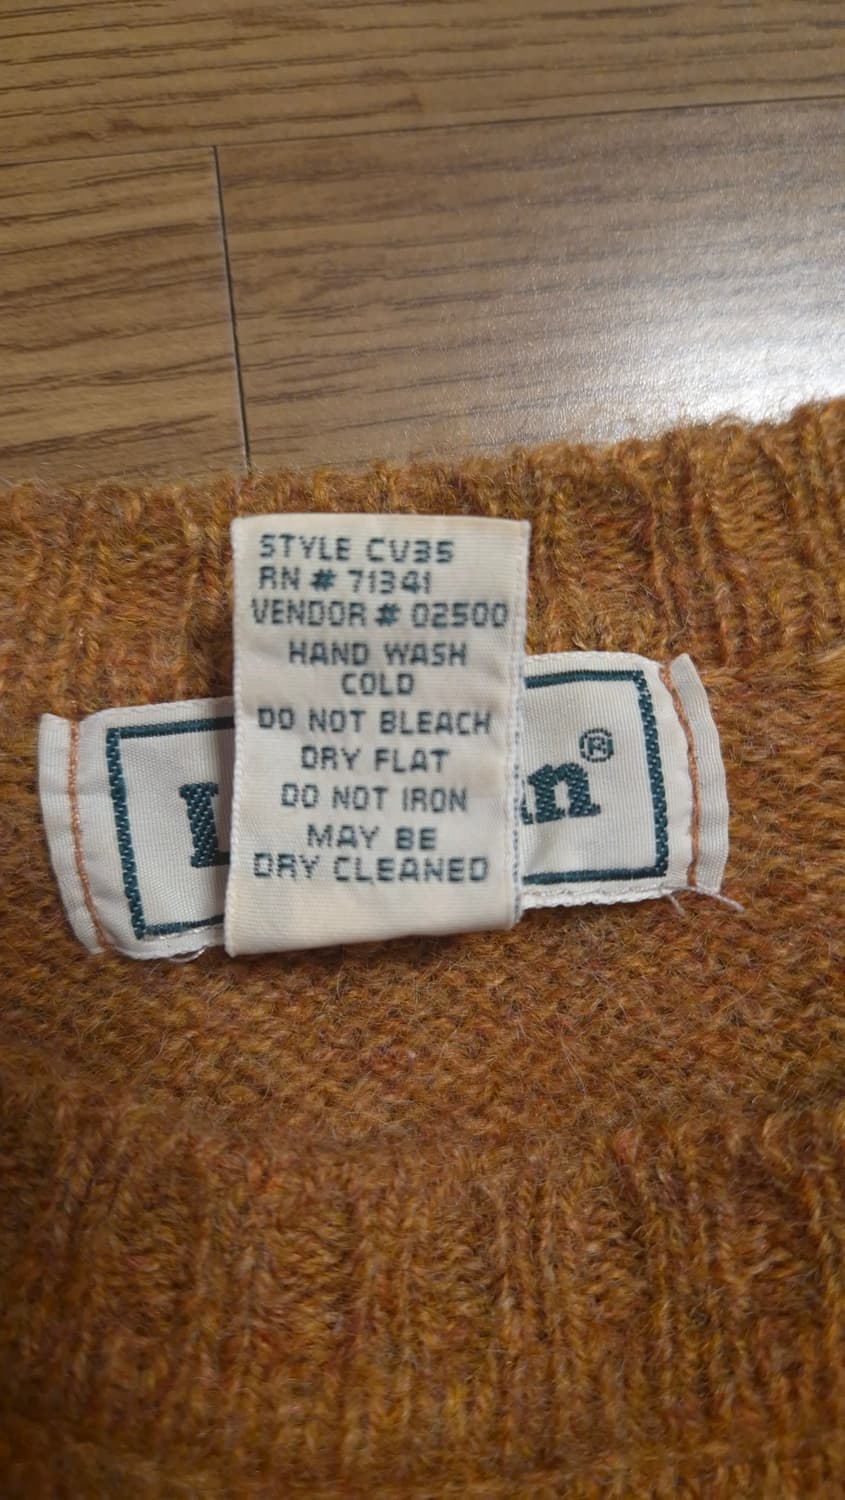 STYLE CV35
RN # 71341
VENDOR # 02500
HAND WASH
COLD
DO NOT BLEACH
DRY FLAT
DO NOT IRON
MAY BE
DRY CLEANED